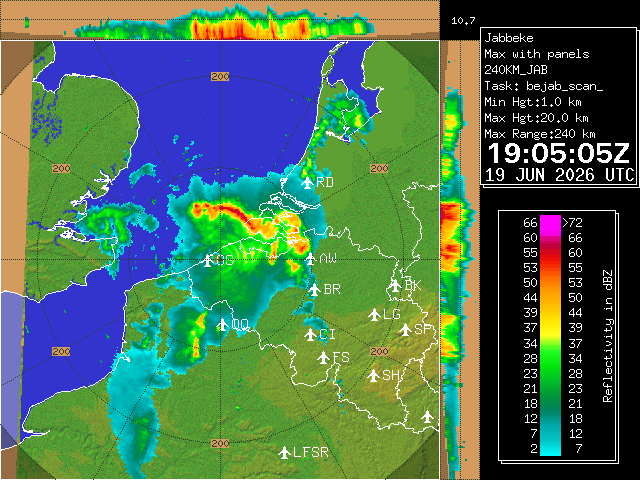 10.7
Jabbeke
Max with panels
240KM_JAB
Task: bejab_scan_
Min Hgt:1.0 km
Max Hgt:20.0 km
Max Range:240 km
19:05:05Z
19 JUN 2026 UTC
200
200
200
RD
OS
AW
BR
BK
LG
QO
CI
SP
200
200
FS
SH
200
LFSR
66 >72
66 66
60 60
55 55
53 53
50 50
44 44
42 42
39 39
37 37
34 34
28 28
23 23
21 21
18 18
12 12
7
2 7
Reflectivity in dBZ